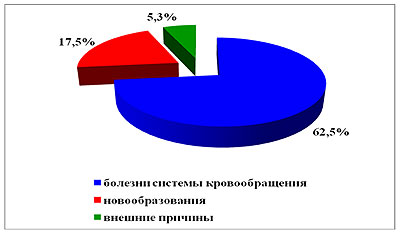 5,3%
17,5%
62,5%
болезни системы кровообращения
новообразования
внешние причины